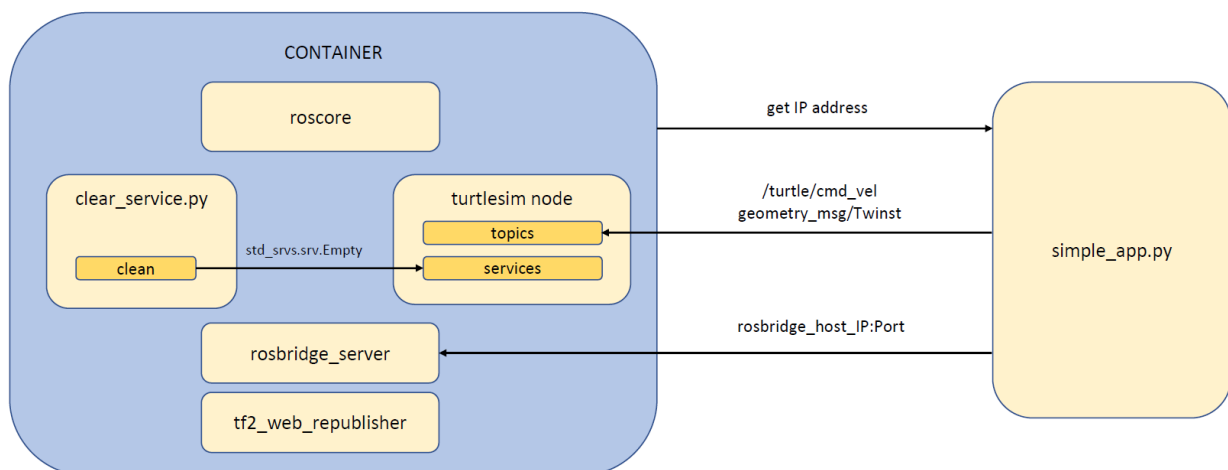 CONTAINER
roscore
clear_service.py
clean
std_srvs.srv.Empty
turtlesim node
topics
services
rosbridge_server
tf2_web_republisher
get IP address
/turtle/cmd_vel
geometry_msg/Twinst
rosbridge_host_IP:Port
simple_app.py